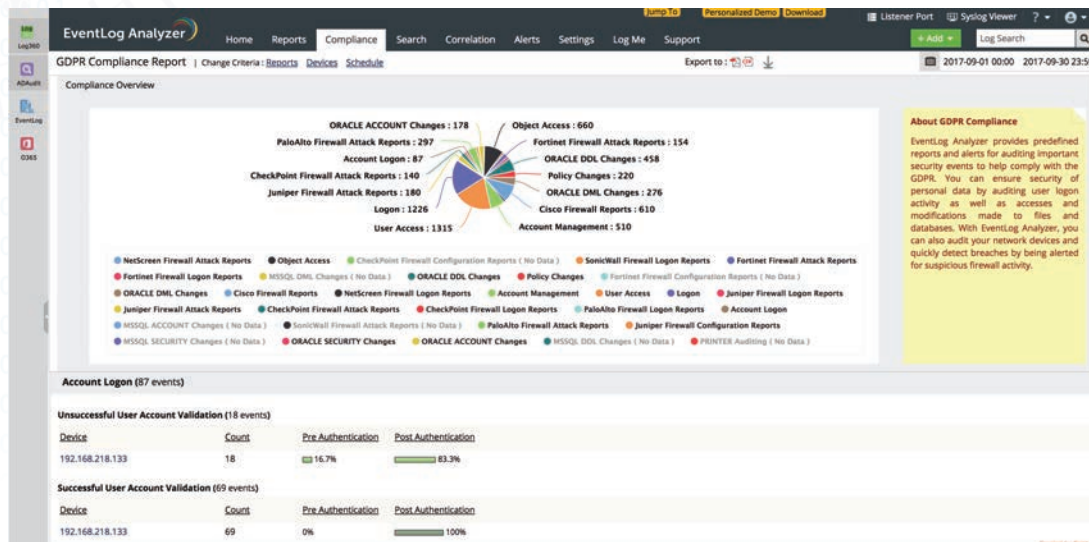 Jump To Personalized Demo Download
Listener Port Syslog Viewer ?
LOG
Log360
EventLog Analyzer
Home Reports Compliance Search Correlation Alerts Settings Log Me Support
+ Add Log Search
ADAudit
EventLog
O365
GDPR Compliance Report | Change Criteria : Reports Devices Schedule
Export to :
2017-09-01 00:00 2017-09-30 23:5
Compliance Overview
ORACLE ACCOUNT Changes : 178
Object Access : 660
PaloAlto Firewall Attack Reports : 297
Fortinet Firewall Attack Reports : 154
Account Logon : 87
ORACLE DDL Changes : 458
CheckPoint Firewall Attack Reports : 140
Policy Changes : 220
Juniper Firewall Attack Reports : 180
ORACLE DML Changes : 276
Logon : 1226
Cisco Firewall Reports : 610
User Access : 1315
Account Management : 510
NetScreen Firewall Attack Reports Object Access CheckPoint Firewall Configuration Reports ( No Data ) SonicWall Firewall Logon Reports Fortinet Firewall Attack Reports
Fortinet Firewall Logon Reports MSSQL DML Changes ( No Data ) ORACLE DDL Changes Policy Changes Fortinet Firewall Configuration Reports ( No Data )
ORACLE DML Changes Cisco Firewall Reports NetScreen Firewall Logon Reports Account Management User Access Logon Juniper Firewall Logon Reports
Juniper Firewall Attack Reports CheckPoint Firewall Attack Reports CheckPoint Firewall Logon Reports PaloAlto Firewall Logon Reports Account Logon
MSSQL ACCOUNT Changes ( No Data ) SonicWall Firewall Attack Reports ( No Data ) PaloAlto Firewall Attack Reports Juniper Firewall Configuration Reports
MSSQL SECURITY Changes ( No Data ) ORACLE SECURITY Changes ORACLE ACCOUNT Changes MSSQL DDL Changes ( No Data ) PRINTER Auditing ( No Data )
About GDPR Compliance
EventLog Analyzer provides predefined
reports and alerts for auditing important
security events to help comply with the
GDPR. You can ensure security of
personal data by auditing user logon
activity as well as accesses and
modifications made to files and
databases. With EventLog Analyzer, you
can also audit your network devices and
quickly detect breaches by being alerted
for suspicious firewall activity.
Account Logon (87 events)
Unsuccessful User Account Validation (18 events)
Device Count Pre Authentication Post Authentication
192.168.218.133 18 16.7% 83.3%
Successful User Account Validation (69 events)
Device Count Pre Authentication Post Authentication
192.168.218.133 69 0% 100%